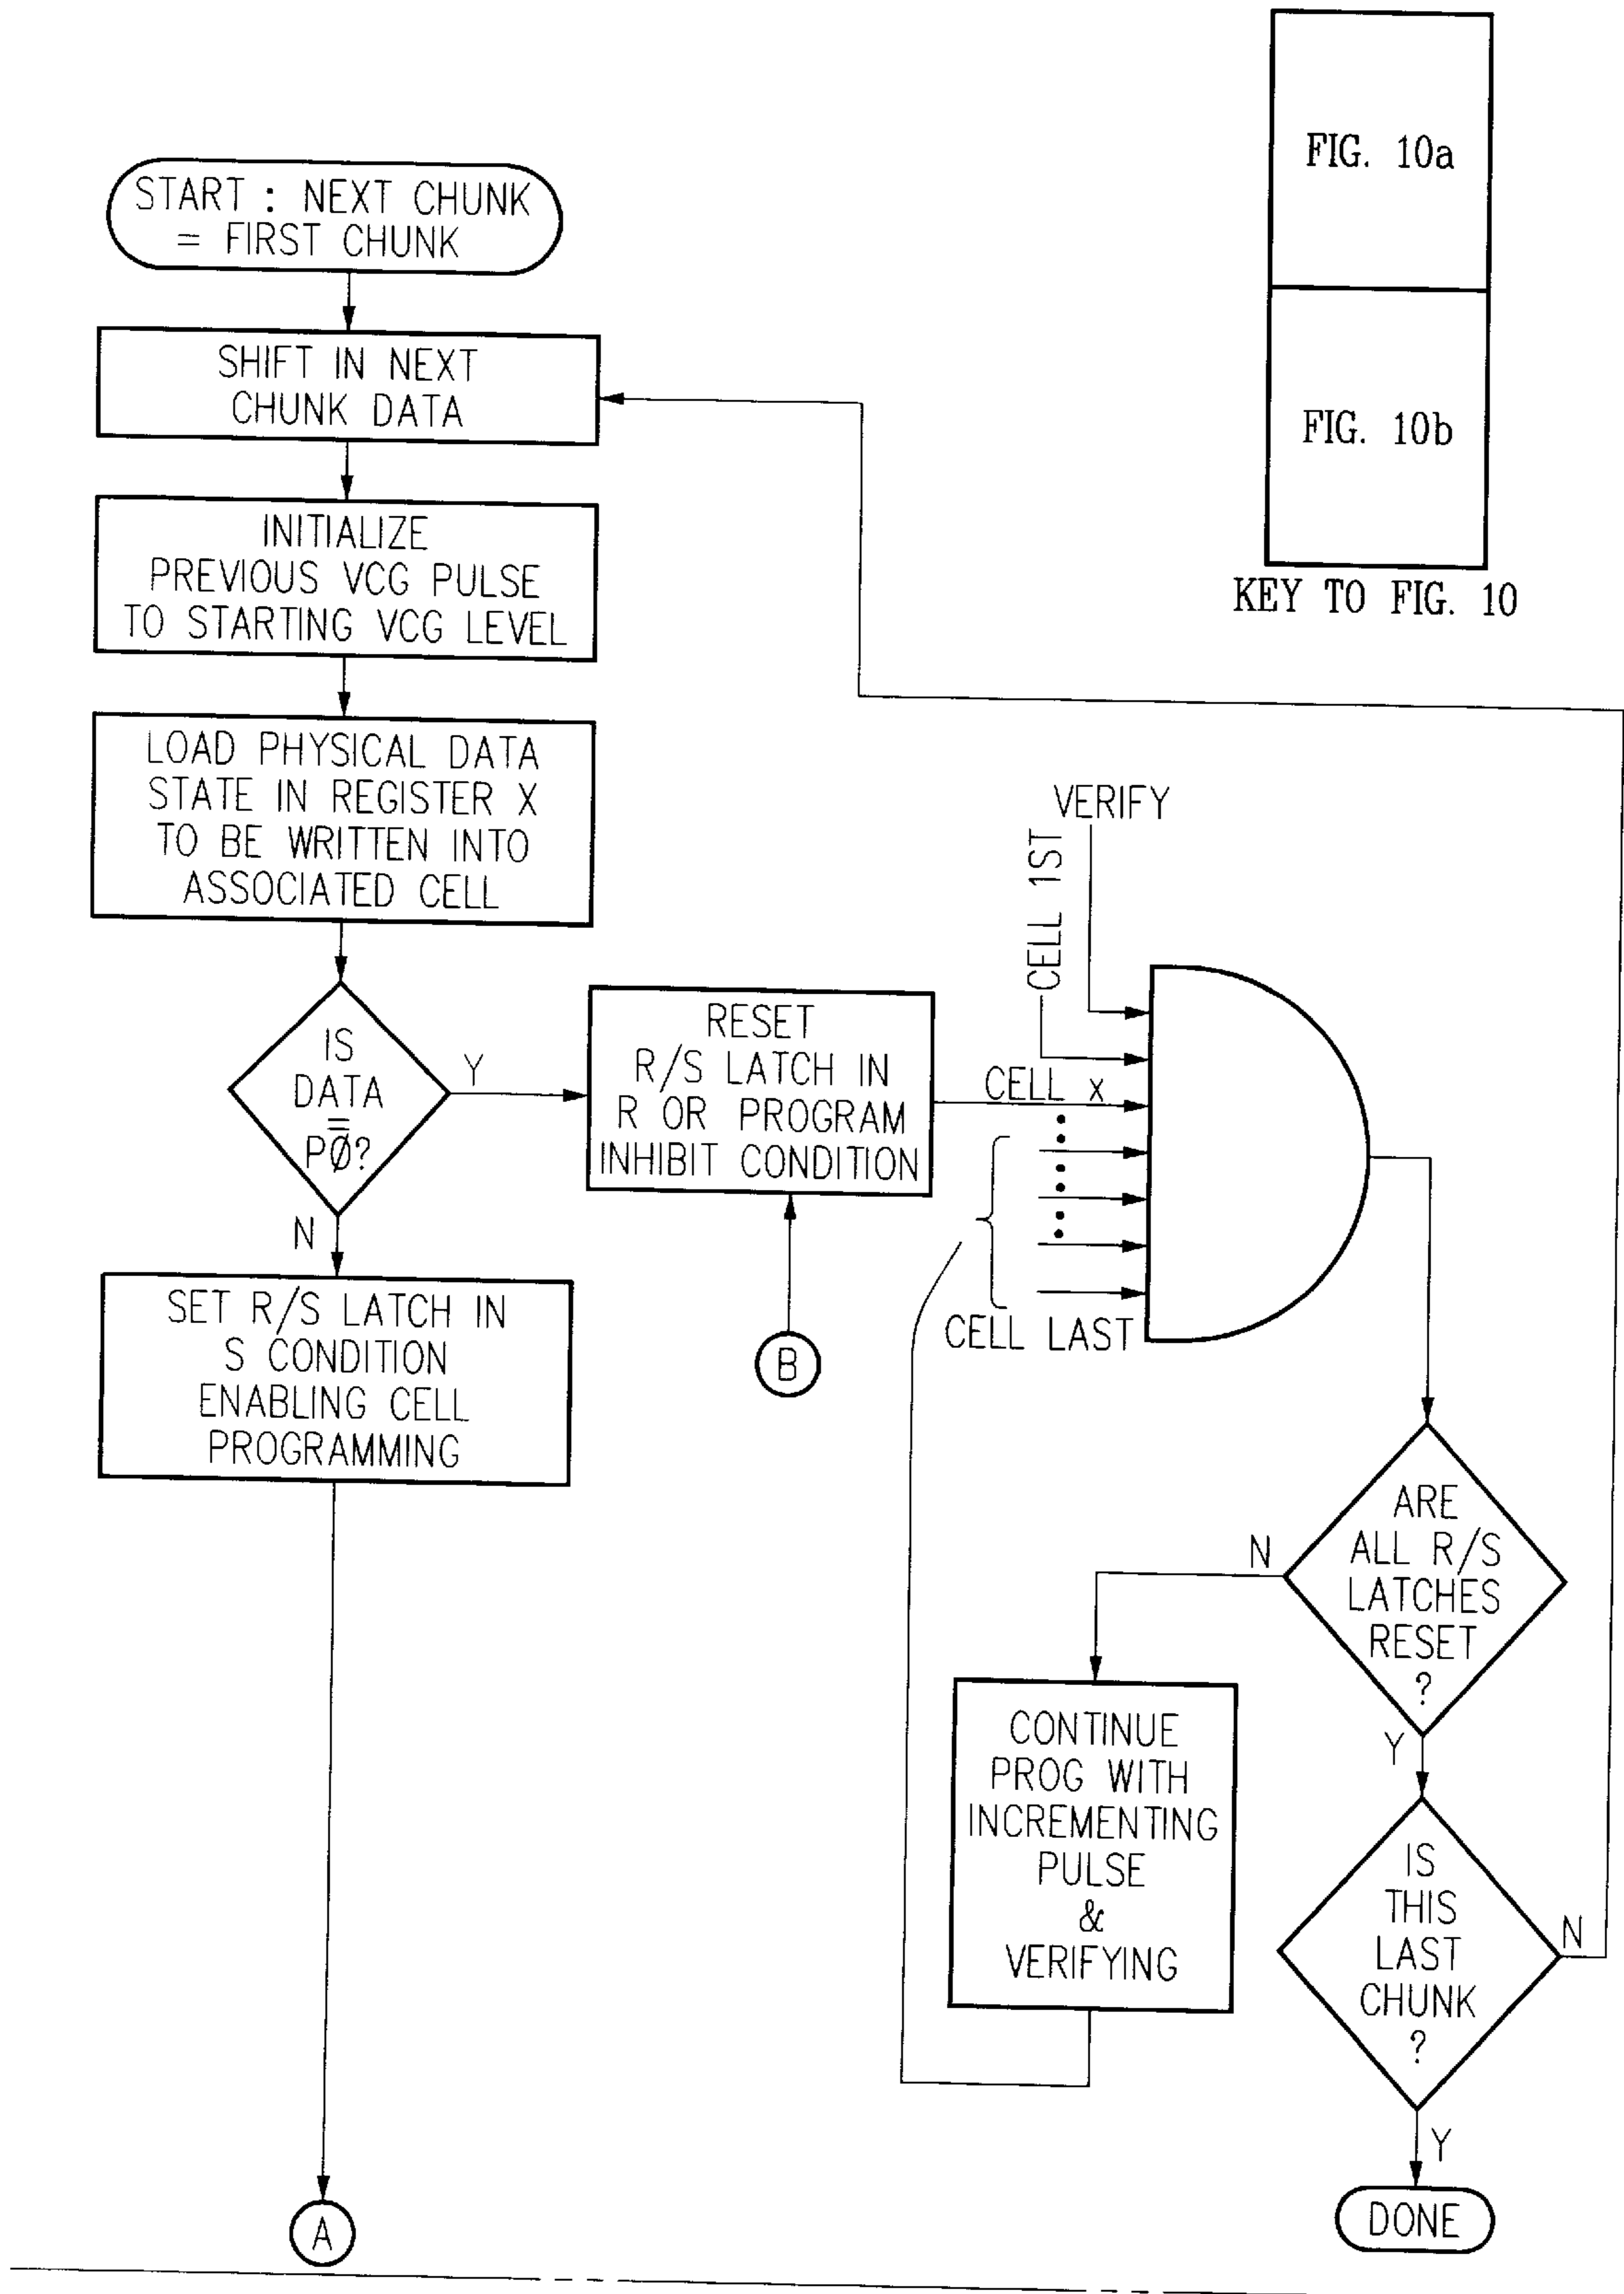 FIG. 10a
FIG. 10b
KEY TO FIG. 10
START : NEXT CHUNK
= FIRST CHUNK
SHIFT IN NEXT
CHUNK DATA
INITIALIZE
PREVIOUS VCG PULSE
TO STARTING VCG LEVEL
LOAD PHYSICAL DATA
STATE IN REGISTER X
TO BE WRITTEN INTO
ASSOCIATED CELL
IS
DATA
=
PØ?
Y
N
RESET
R/S LATCH IN
R OR PROGRAM
INHIBIT CONDITION
B
SET R/S LATCH IN
S CONDITION
ENABLING CELL
PROGRAMMING
A
VERIFY
CELL 1ST
CELL x
CELL LAST
ARE
ALL R/S
LATCHES
RESET
?
N
Y
CONTINUE
PROG WITH
INCREMENTING
PULSE
&
VERIFYING
IS
THIS
LAST
CHUNK
?
N
Y
DONE